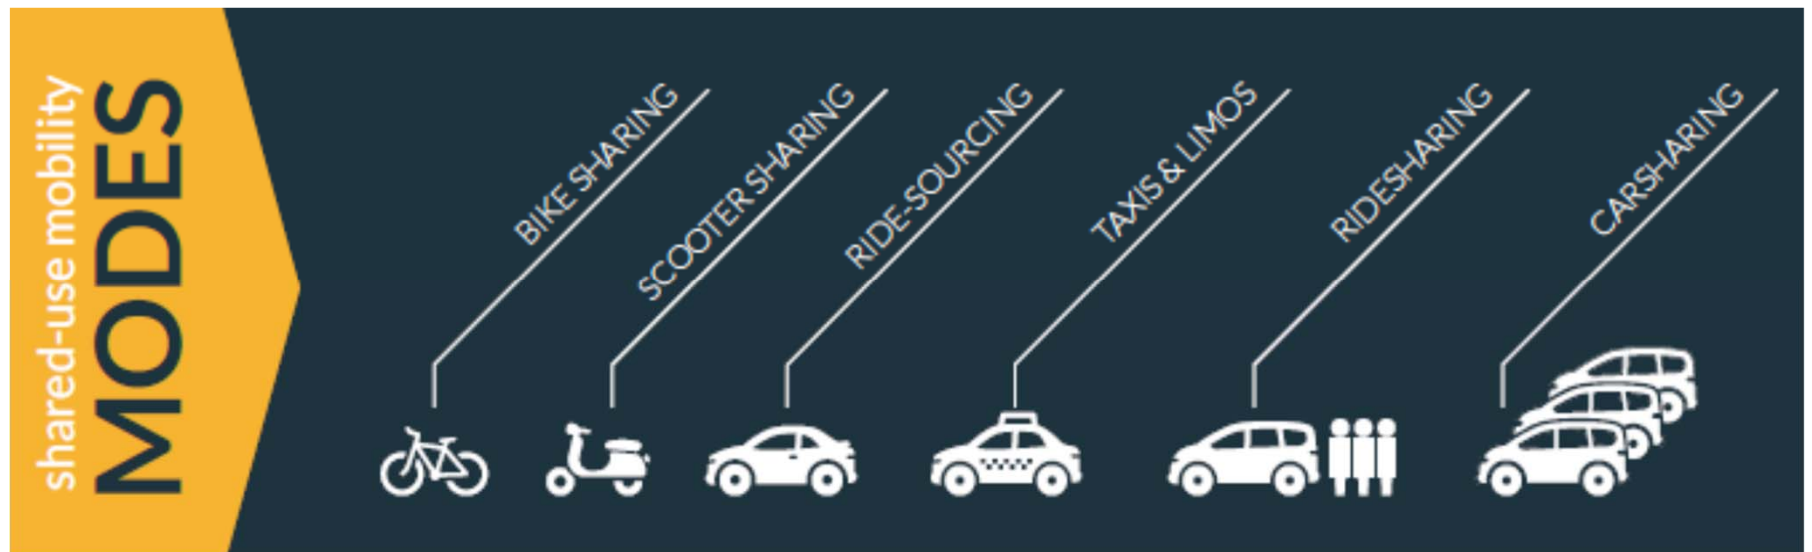 shared-use mobility
MODES
BIKE SHARING
SCOOTER SHARING
RIDE-SOURCING
TAXIS & LIMOS
RIDESHARING
CARSHARING